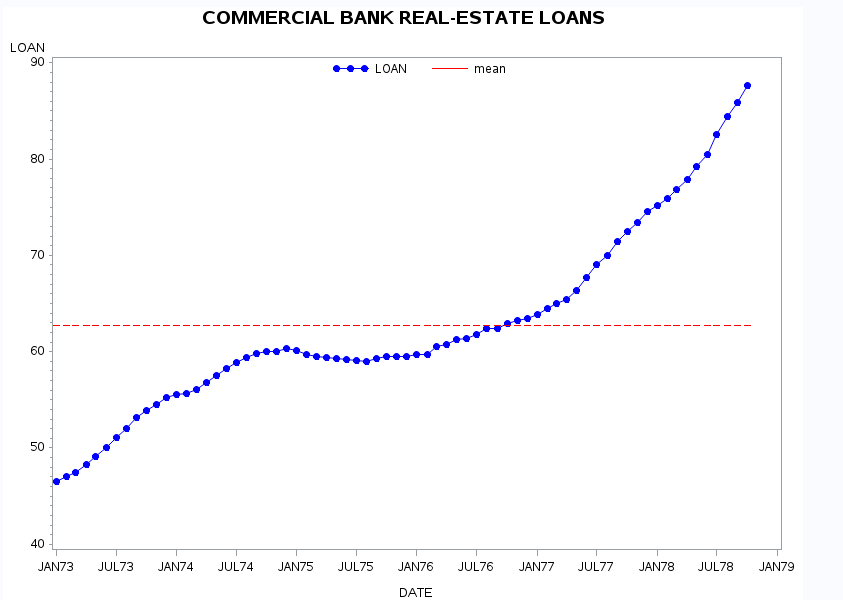 COMMERCIAL BANK REAL-ESTATE LOANS
LOAN
LOAN mean
90
80
70
60
50
40
JAN73 JUL73 JAN74 JUL74 JAN75 JUL75 JAN76 JUL76 JAN77 JUL77 JAN78 JUL78 JAN79
DATE